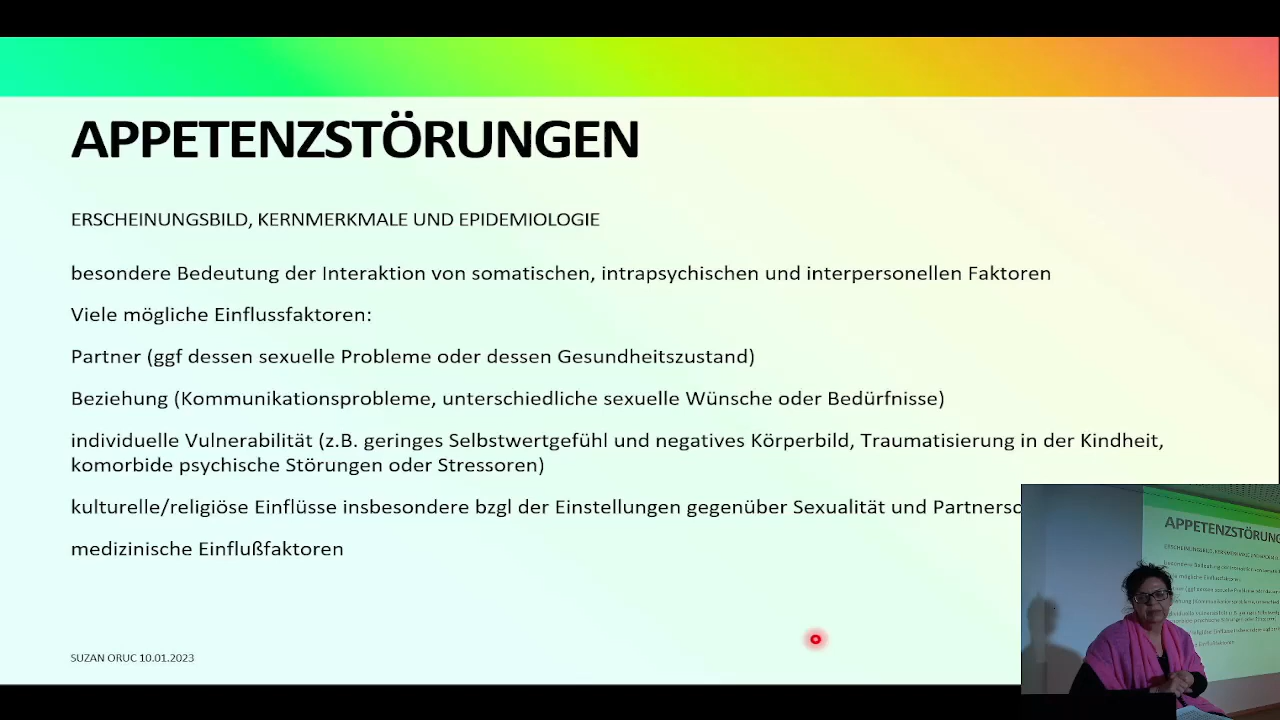 APPETENZSTÖRUNGEN
ERSCHEINUNGSBILD, KERNMERKMALE UND EPIDEMIOLOGIE
besondere Bedeutung der Interaktion von somatischen, intrapsychischen und interpersonellen Faktoren
Viele mögliche Einflussfaktoren:
Partner (ggf dessen sexuelle Probleme oder dessen Gesundheitszustand)
Beziehung (Kommunikationsprobleme, unterschiedliche sexuelle Wünsche oder Bedürfnisse)
individuelle Vulnerabilität (z.B. geringes Selbstwertgefühl und negatives Körperbild, Traumatisierung in der Kindheit,
komorbide psychische Störungen oder Stressoren)
kulturelle/religiöse Einflüsse insbesondere bzgl der Einstellungen gegenüber Sexualität und
medizinische Einflußfaktoren
SUZAN ORUC 10.01.2023